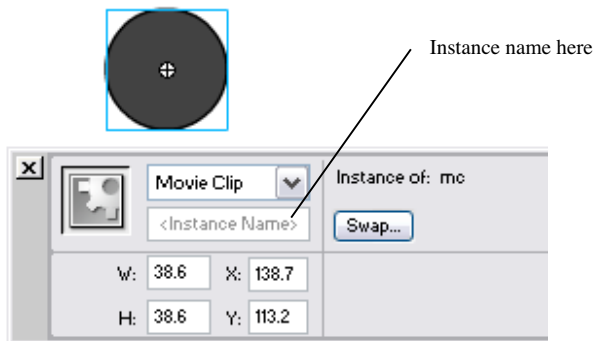 Instance name here
Movie Clip
Instance of: mc
<Instance Name>
Swap...
W: 38.6 X: 138.7
H: 38.6 Y: 113.2